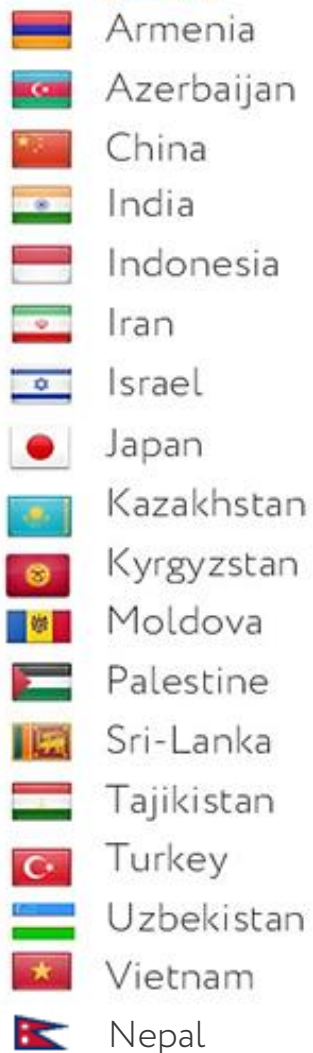 Armenia
Azerbaijan
China
India
Indonesia
Iran
Israel
Japan
Kazakhstan
Kyrgyzstan
Moldova
Palestine
Sri-Lanka
Tajikistan
Turkey
Uzbekistan
Vietnam
Nepal